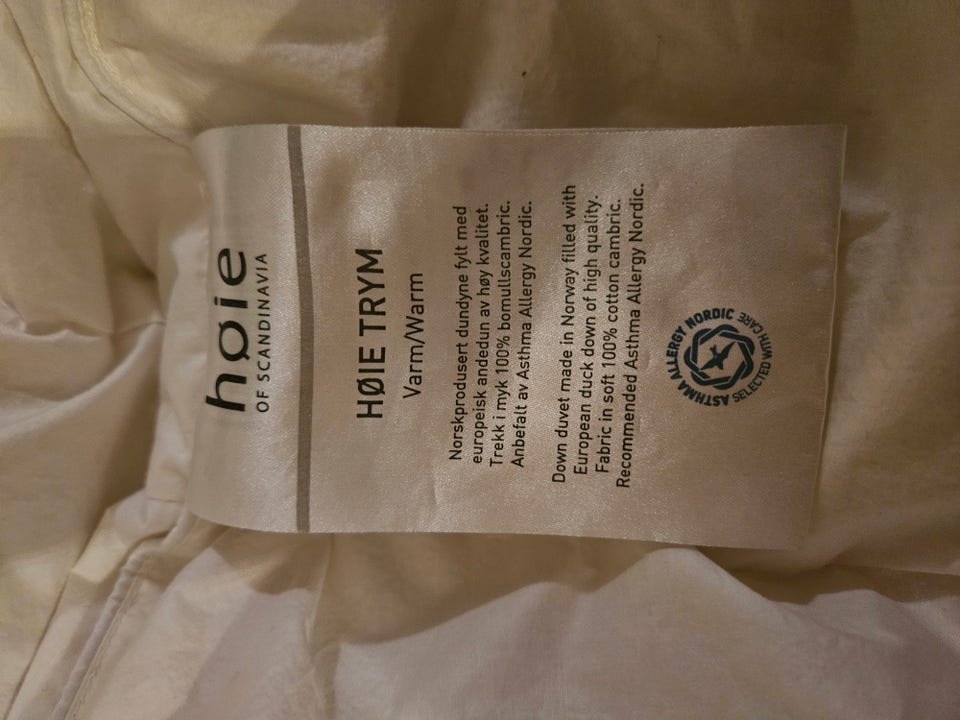 høie
OF SCANDINAVIA
HØIE TRYM
Varm/Warm
Norskprodusert dundyne fylt med
europeisk andedun av høy kvalitet.
Trekk i myk 100% bomullscambric.
Anbefalt av Asthma Allergy Nordic.
Down duvet made in Norway filled with
European duck down of high quality.
Fabric in soft 100% cotton cambric.
Recommended Asthma Allergy Nordic.
ASTHMA ALLERGY NORDIC
SELECTED WITH CARE